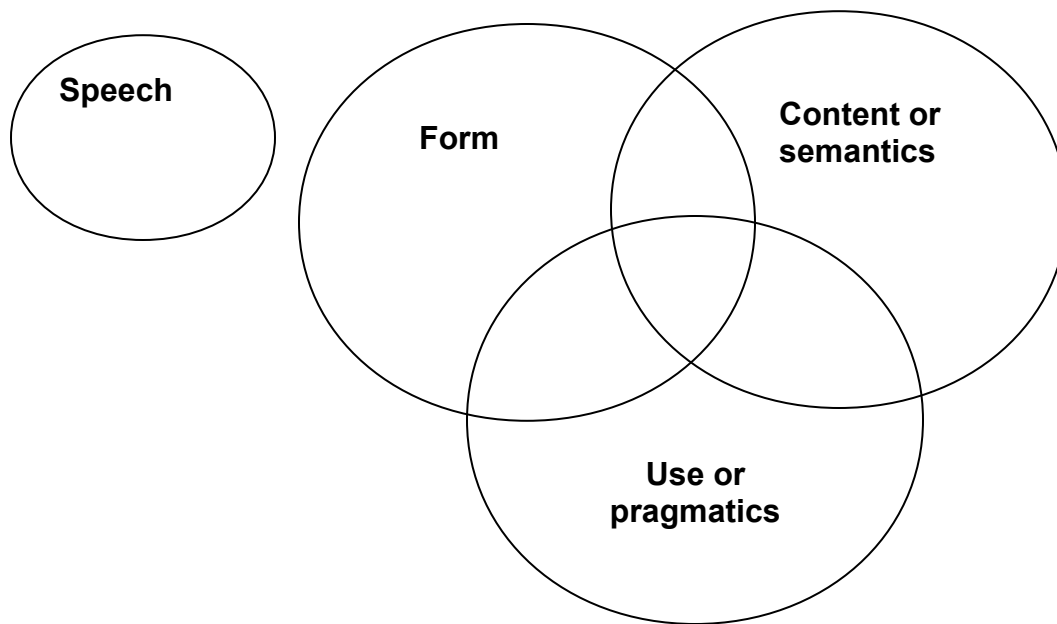 Speech
Form
Content or
semantics
Use or
pragmatics